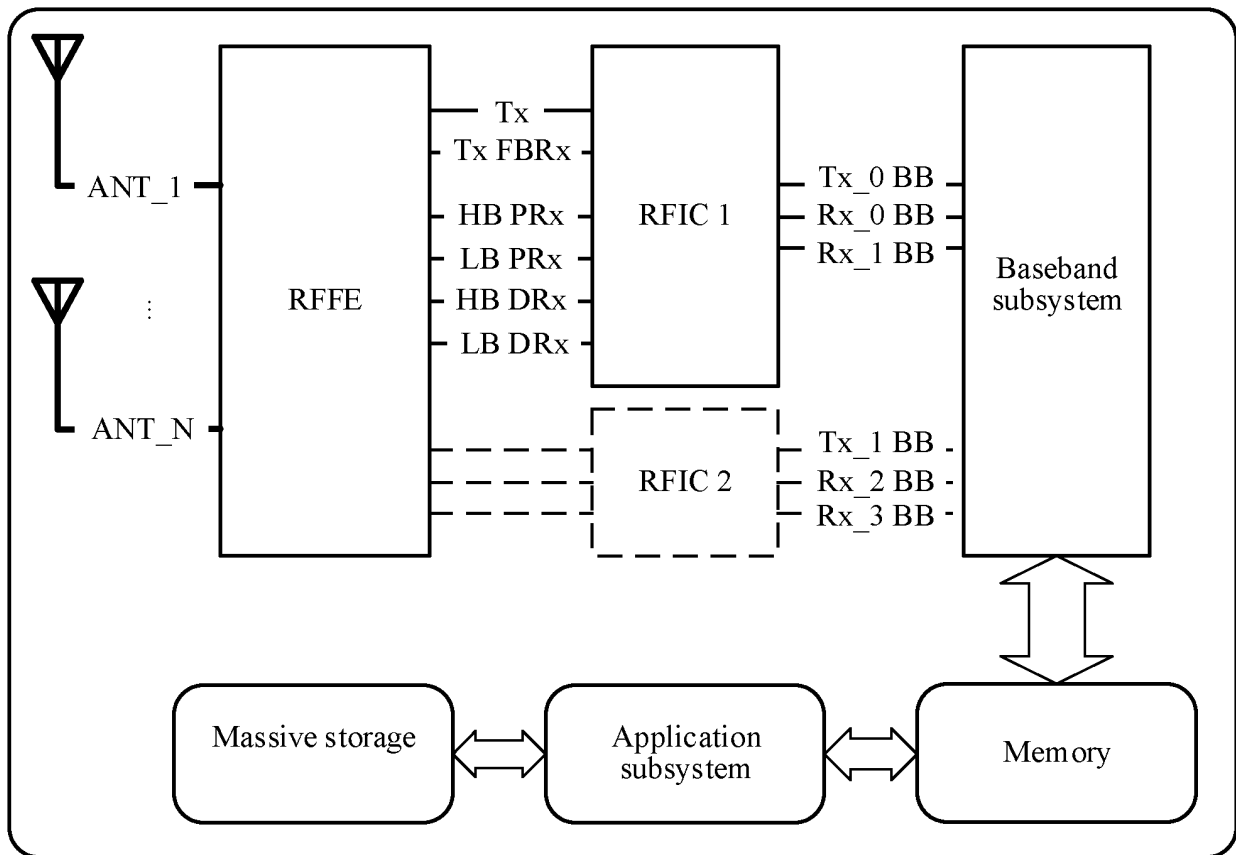 ANT_1
⋮
ANT_N
RFFE
Tx
Tx FBRx
HB PRx
LB PRx
HB DRx
LB DRx
RFIC 1
RFIC 2
Tx_0 BB
Rx_0 BB
Rx_1 BB
Tx_1 BB
Rx_2 BB
Rx_3 BB
Baseband
subsystem
Massive storage
Application
subsystem
Memory